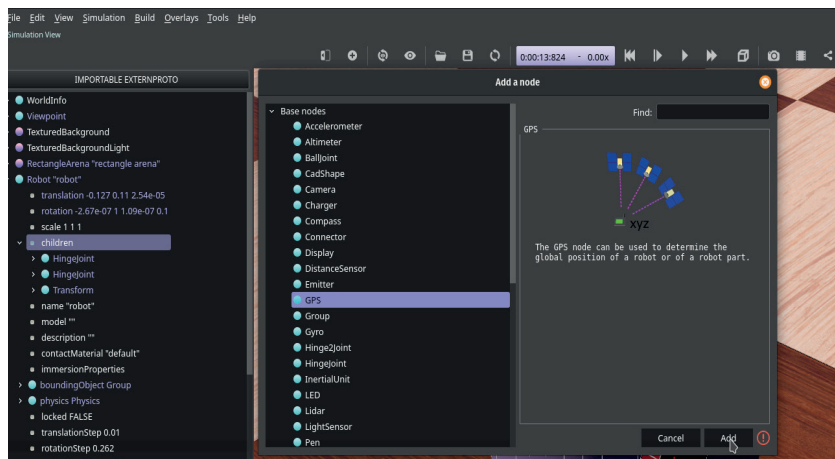 File Edit View Simulation Build Overlays Tools Help
Simulation View
0:00:13:824 - 0.00x
IMPORTABLE EXTERNPROTO
WorldInfo
Viewpoint
TexturedBackground
TexturedBackgroundLight
RectangleArena "rectangle arena"
Robot "robot"
translation -0.127 0.11 2.54e-05
rotation -2.67e-07 1 1.09e-07 0.1
scale 1 1 1
children
HingeJoint
HingeJoint
Transform
name "robot"
model ""
description ""
contactMaterial "default"
immersionProperties
boundingObject Group
physics Physics
locked FALSE
translationStep 0.01
rotationStep 0.262
Add a node
Base nodes
Accelerometer
Altimeter
BallJoint
CadShape
Camera
Charger
Compass
Connector
Display
DistanceSensor
Emitter
GPS
Group
Gyro
Hinge2Joint
HingeJoint
InertialUnit
LED
Lidar
LightSensor
Pen
Find:
GPS
xyz
The GPS node can be used to determine the
global position of a robot or of a robot part.
Cancel Add